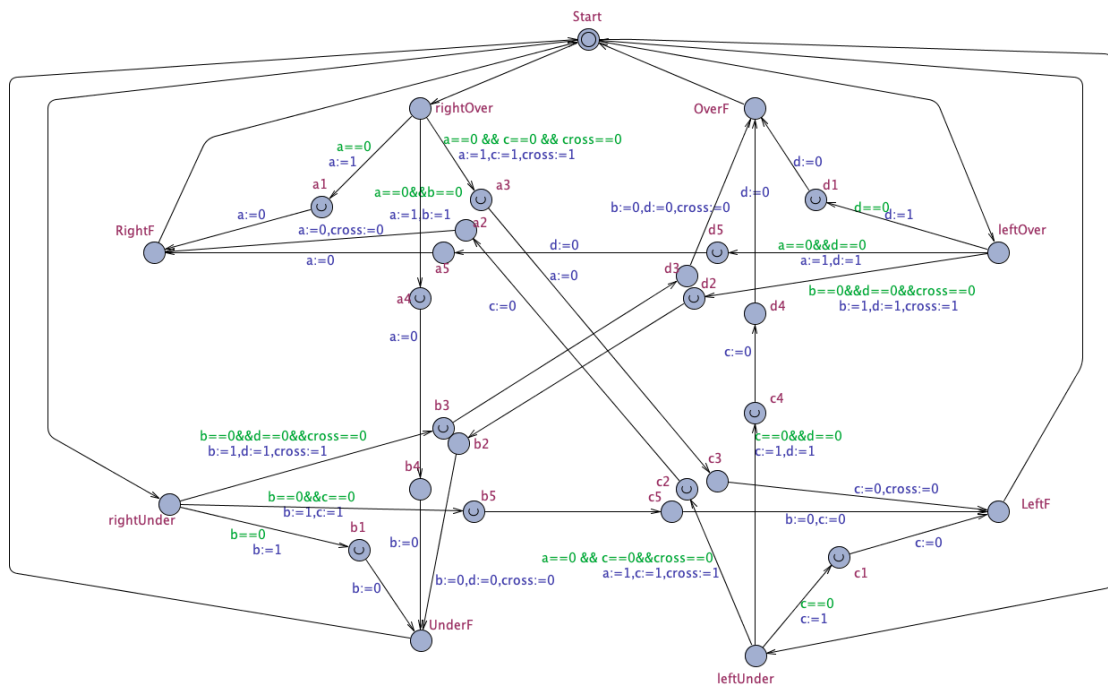 Start
rightOver
OverF
a==0 && c==0 && cross==0
a:=1,c:=1,cross:=1
a==0
a:=1
a1
a3
a==0&&b==0
a:=1,b:=1
a2
a:=0
a:=0,cross:=0
RightF
a:=0
a5
d:=0
b:=0,d:=0,cross:=0
d:=0
d:=0
d1
d==0
d:=1
leftOver
d5
a==0&&d==0
a:=1,d:=1
d3
d2
b==0&&d==0&&cross==0
b:=1,d:=1,cross:=1
a:=0
a4
c:=0
d4
a:=0
c:=0
b3
b2
c4
c==0&&d==0
c:=1,d:=1
b==0&&d==0&&cross==0
b:=1,d:=1,cross:=1
b4
c3
c2
c:=0,cross:=0
rightUnder
b==0&&c==0
b:=1,c:=1
b5
c5
b:=0,c:=0
LeftF
b==0
b:=1
b1
b:=0
b:=0
b:=0,d:=0,cross:=0
a==0 && c==0&&cross==0
a:=1,c:=1,cross:=1
c:=0
c1
c==0
c:=1
UnderF
leftUnder